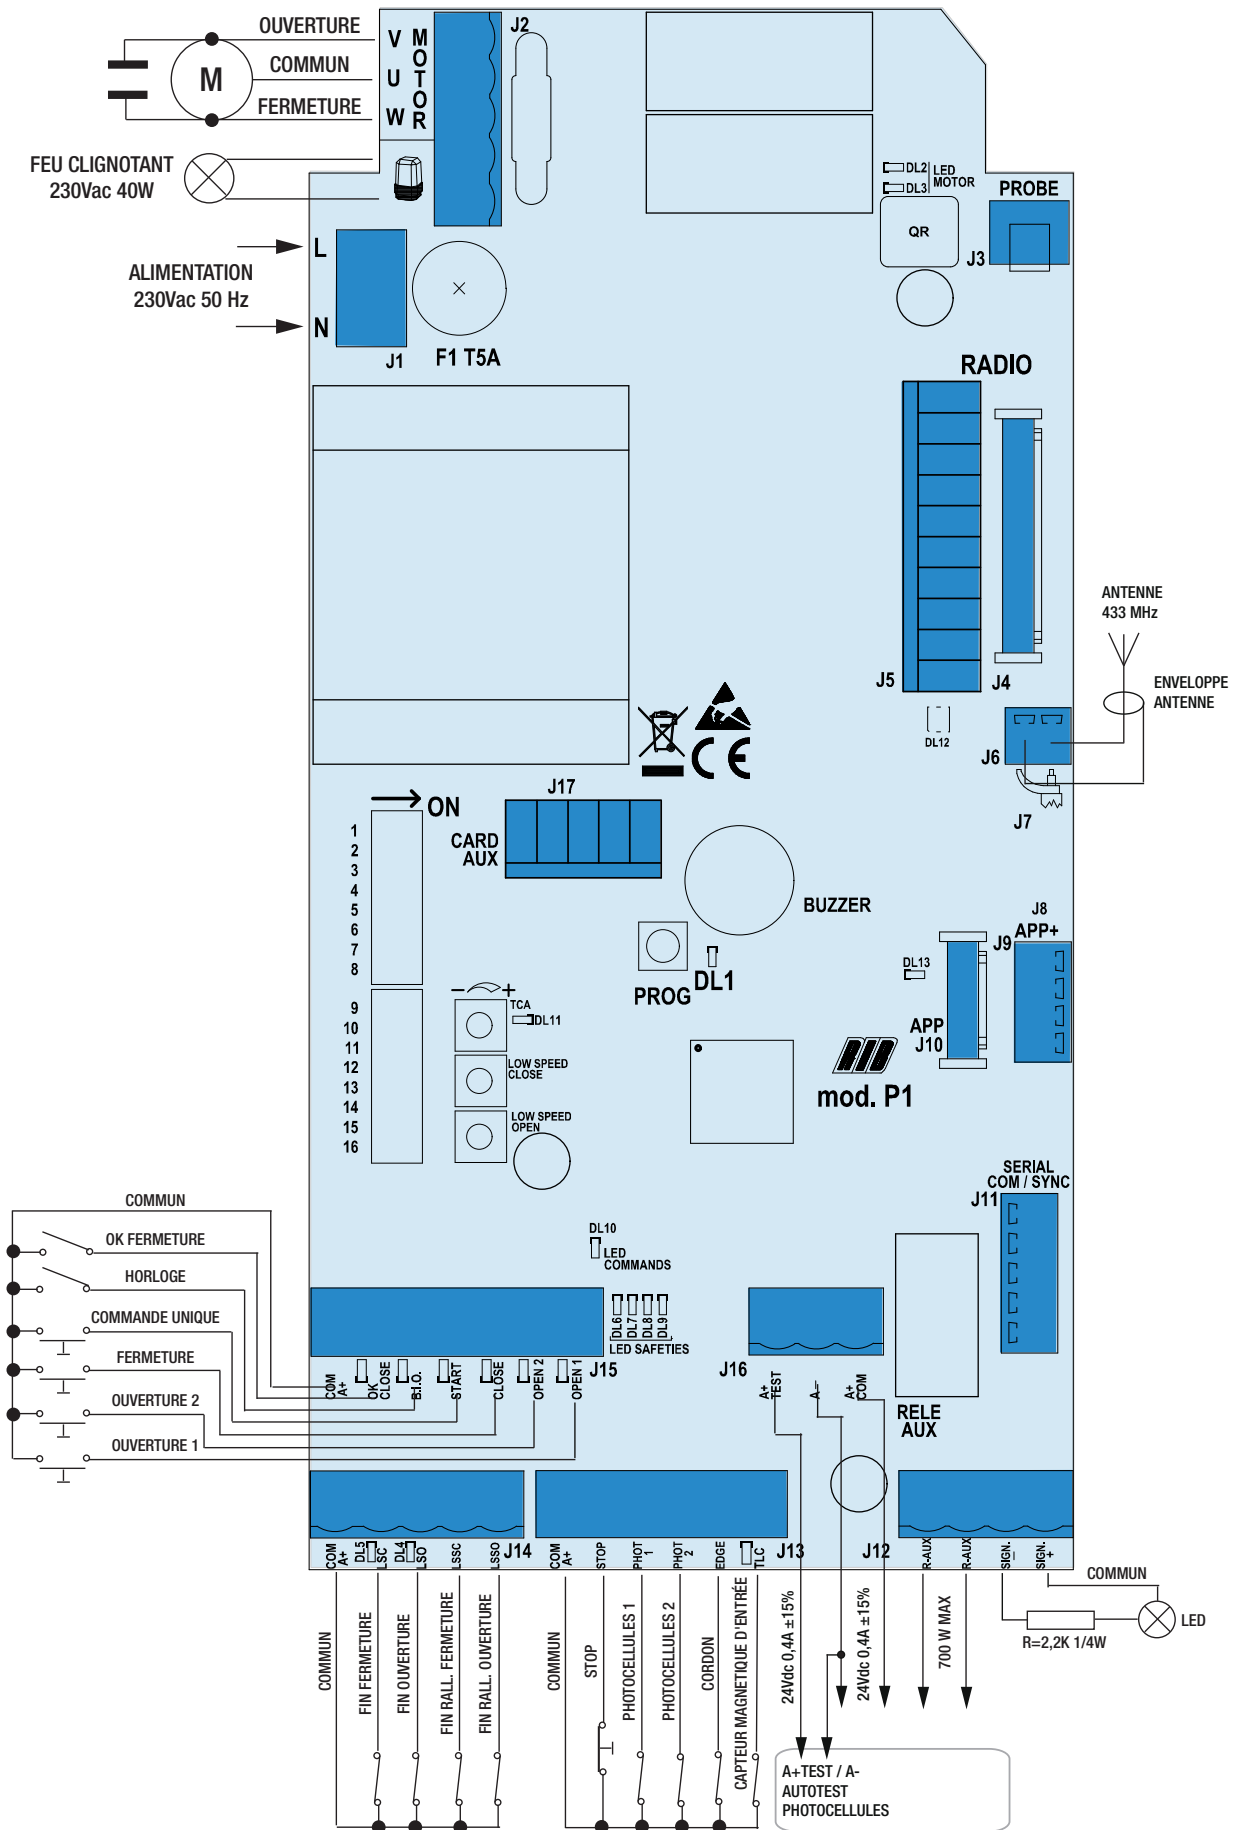 OUVERTURE
COMMUN
FERMETURE
M
V
U
W
MOTOR
J2
FEU CLIGNOTANT
230Vac 40W
DL2
DL3
LED
MOTOR
PROBE
QR
J3
L
ALIMENTATION
230Vac 50 Hz
N
J1
F1 T5A
RADIO
J5
J4
ANTENNE
433 MHz
ENVELOPPE
ANTENNE
DL12
J6
J7
CE
J17
CARD
AUX
ON
1
2
3
4
5
6
7
8
9
10
11
12
13
14
15
16
BUZZER
PROG
DL1
J8
APP+
J9
DL13
APP
J10
− +
TCA
DL11
LOW SPEED
CLOSE
LOW SPEED
OPEN
RIB
mod. P1
SERIAL
COM / SYNC
J11
COMMUN
OK FERMETURE
HORLOGE
COMMANDE UNIQUE
FERMETURE
OUVERTURE 2
OUVERTURE 1
DL10
LED
COMMANDS
DL6
DL7
DL8
DL9
LED SAFETIES
J15
J16
COM
A+
OK
CLOSE
B.I.O.
START
CLOSE
OPEN 2
OPEN 1
A+
TEST
A-
A+
COM
RELE
AUX
J14
J13
J12
COM
A+
DL5
LSC
DL4
LSO
LSSC
LSSO
COM
A+
STOP
PHOT
1
PHOT
2
EDGE
TLC
R-AUX
R-AUX
SIGN.
−
SIGN.
+
COMMUN
LED
R=2,2K 1/4W
COMMUN
FIN FERMETURE
FIN OUVERTURE
FIN RALL. FERMETURE
FIN RALL. OUVERTURE
COMMUN
STOP
PHOTOCELLULES 1
PHOTOCELLULES 2
CORDON
CAPTEUR MAGNETIQUE D'ENTRÉE
24Vdc 0,4A ±15%
24Vdc 0,4A ±15%
700 W MAX
A+TEST / A-
AUTOTEST
PHOTOCELLULES